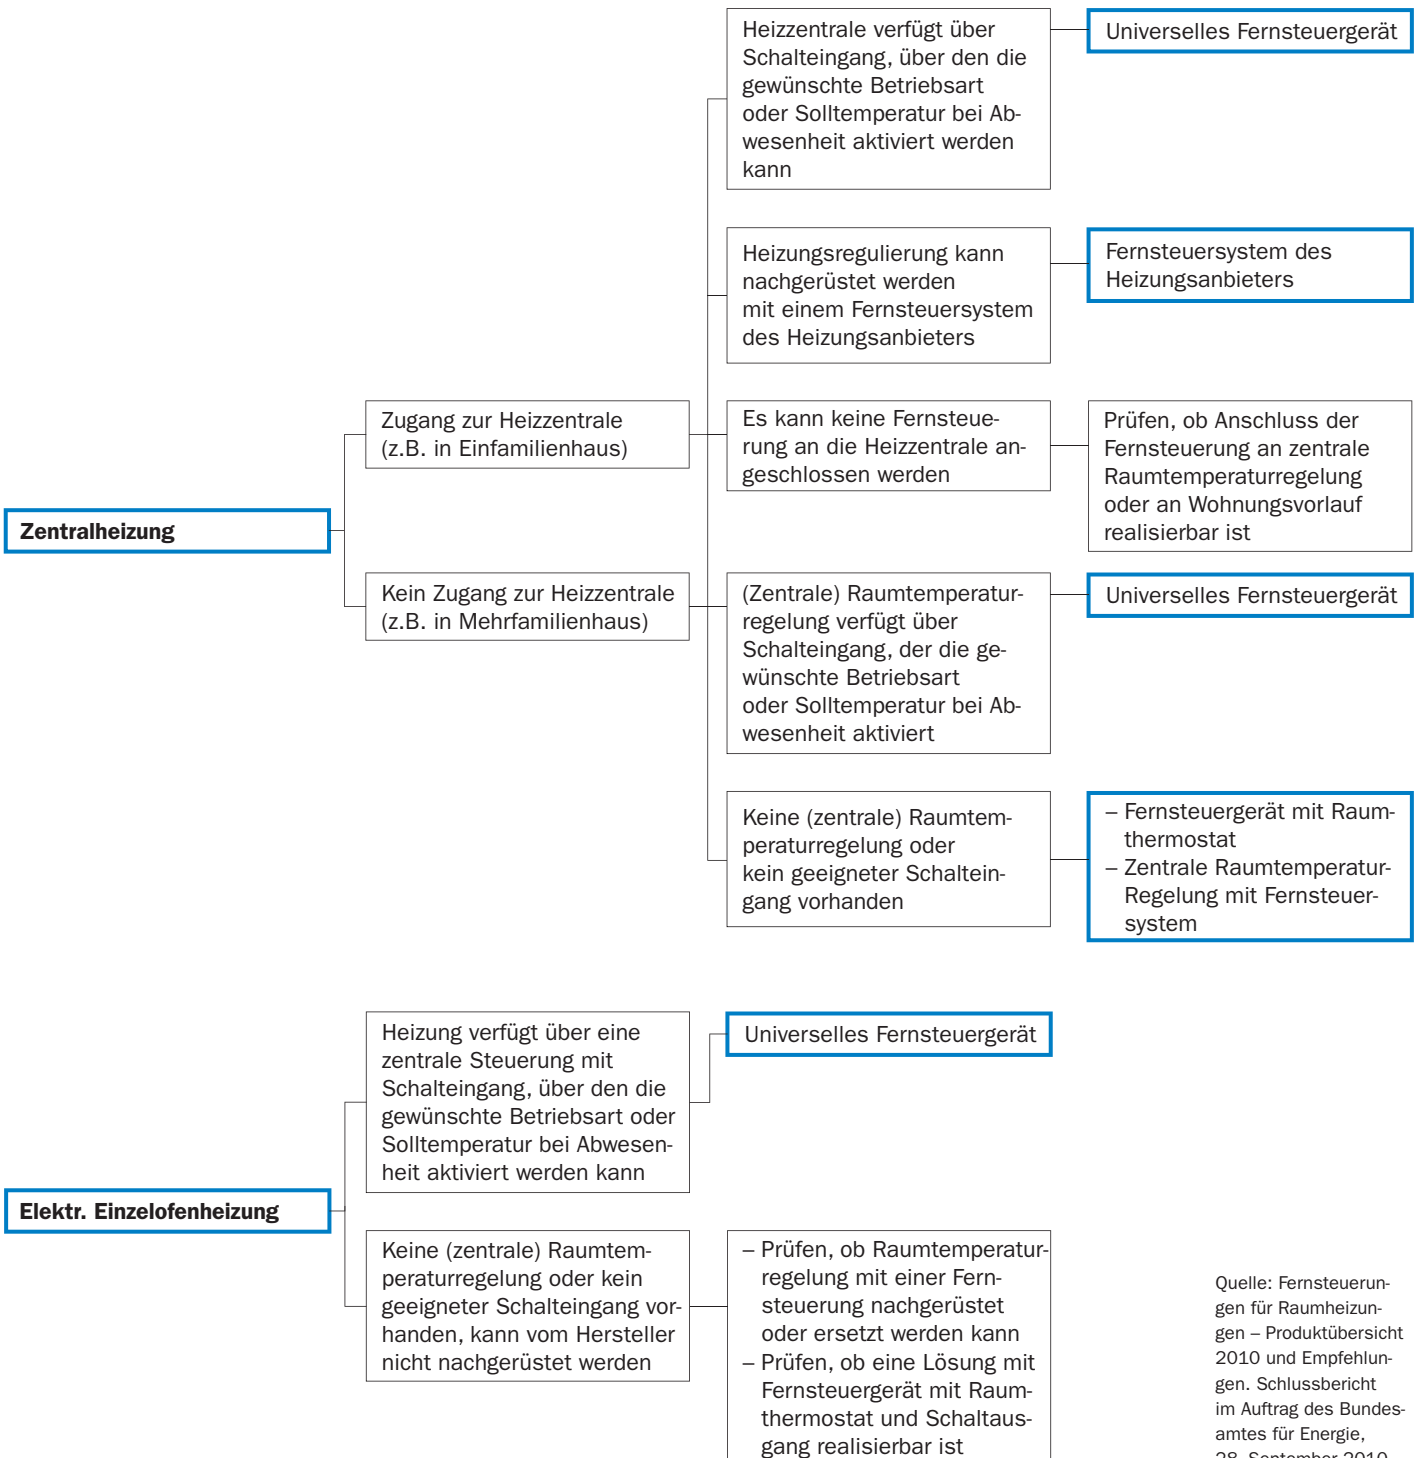 Heizzentrale verfügt über
Schalteingang, über den die
gewünschte Betriebsart
oder Solltemperatur bei Ab-
wesenheit aktiviert werden
kann
Universelles Fernsteuergerät
Heizungsregulierung kann
nachgerüstet werden
mit einem Fernsteuersystem
des Heizungsanbieters
Fernsteuersystem des
Heizungsanbieters
Zugang zur Heizzentrale
(z.B. in Einfamilienhaus)
Es kann keine Fernsteue-
rung an die Heizzentrale an-
geschlossen werden
Prüfen, ob Anschluss der
Fernsteuerung an zentrale
Raumtemperaturregelung
oder an Wohnungsvorlauf
realisierbar ist
Zentralheizung
Kein Zugang zur Heizzentrale
(z.B. in Mehrfamilienhaus)
(Zentrale) Raumtemperatur-
regelung verfügt über
Schalteingang, der die ge-
wünschte Betriebsart
oder Solltemperatur bei Ab-
wesenheit aktiviert
Universelles Fernsteuergerät
Keine (zentrale) Raumtem-
peraturregelung oder
kein geeigneter Schaltein-
gang vorhanden
– Fernsteuergerät mit Raum-
thermostat
– Zentrale Raumtemperatur-
Regelung mit Fernsteuer-
system
Heizung verfügt über eine
zentrale Steuerung mit
Schalteingang, über den die
gewünschte Betriebsart oder
Solltemperatur bei Abwesen-
heit aktiviert werden kann
Universelles Fernsteuergerät
Elektr. Einzelofenheizung
Keine (zentrale) Raumtem-
peraturregelung oder kein
geeigneter Schalteingang vor-
handen, kann vom Hersteller
nicht nachgerüstet werden
– Prüfen, ob Raumtemperatur-
regelung mit einer Fern-
steuerung nachgerüstet
oder ersetzt werden kann
– Prüfen, ob eine Lösung mit
Fernsteuergerät mit Raum-
thermostat und Schaltaus-
gang realisierbar ist
Quelle: Fernsteuerun-
gen für Raumheizun-
gen – Produktübersicht
2010 und Empfehlun-
gen. Schlussbericht
im Auftrag des Bundes-
amtes für Energie,
28. September 2010